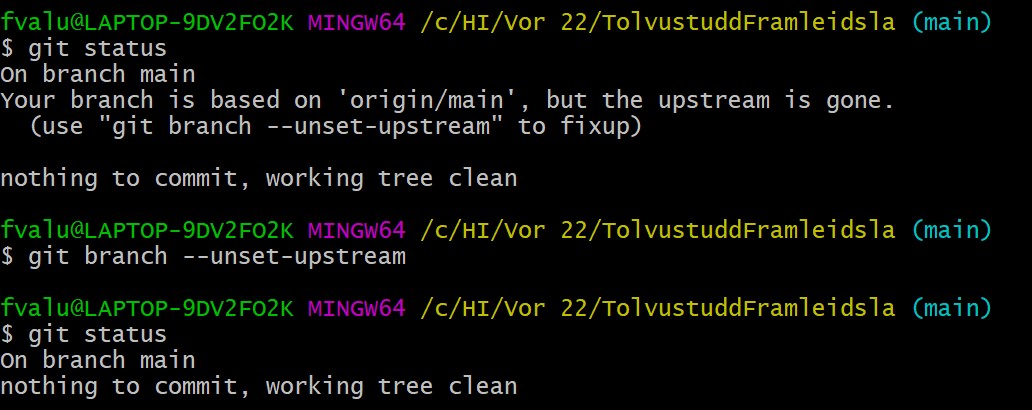 fvalu@LAPTOP-9DV2FO2K MINGW64 /c/HI/Vor 22/TolvustuddFramleidsla (main)
$ git status
On branch main
Your branch is based on 'origin/main', but the upstream is gone.
  (use "git branch --unset-upstream" to fixup)

nothing to commit, working tree clean

fvalu@LAPTOP-9DV2FO2K MINGW64 /c/HI/Vor 22/TolvustuddFramleidsla (main)
$ git branch --unset-upstream

fvalu@LAPTOP-9DV2FO2K MINGW64 /c/HI/Vor 22/TolvustuddFramleidsla (main)
$ git status
On branch main
nothing to commit, working tree clean